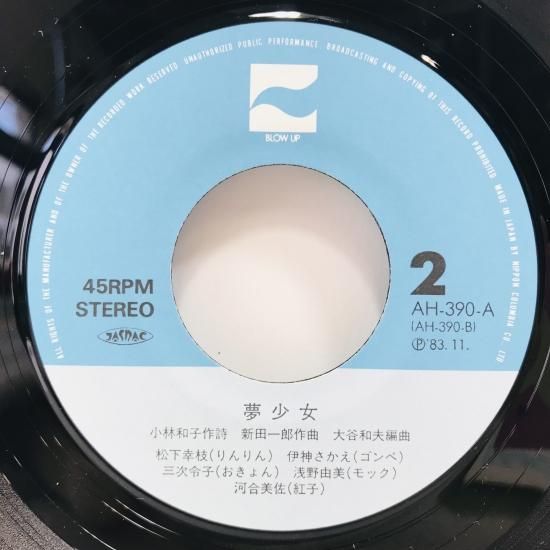 ALL RIGHTS OF THE MANUFACTURER AND OF THE OWNER OF THE RECORDED WORK RESERVED UNAUTHORIZED PUBLIC PERFORMANCE BROADCASTING AND COPYING OF THIS RECORD PROHIBITED MADE IN JAPAN BY NIPPON COLUMBIA CO., LTD.
BLOW UP
45RPM
STEREO
JASRAC
2
AH-390-A
(AH-390-B)
Ⓟ'83. 11.
夢少女
小林和子作詩 新田一郎作曲 大谷和夫編曲
松下幸枝(りんりん) 伊神さかえ(ゴンベ)
三次令子(おきょん) 浅野由美(モック)
河合美佐(紅子)